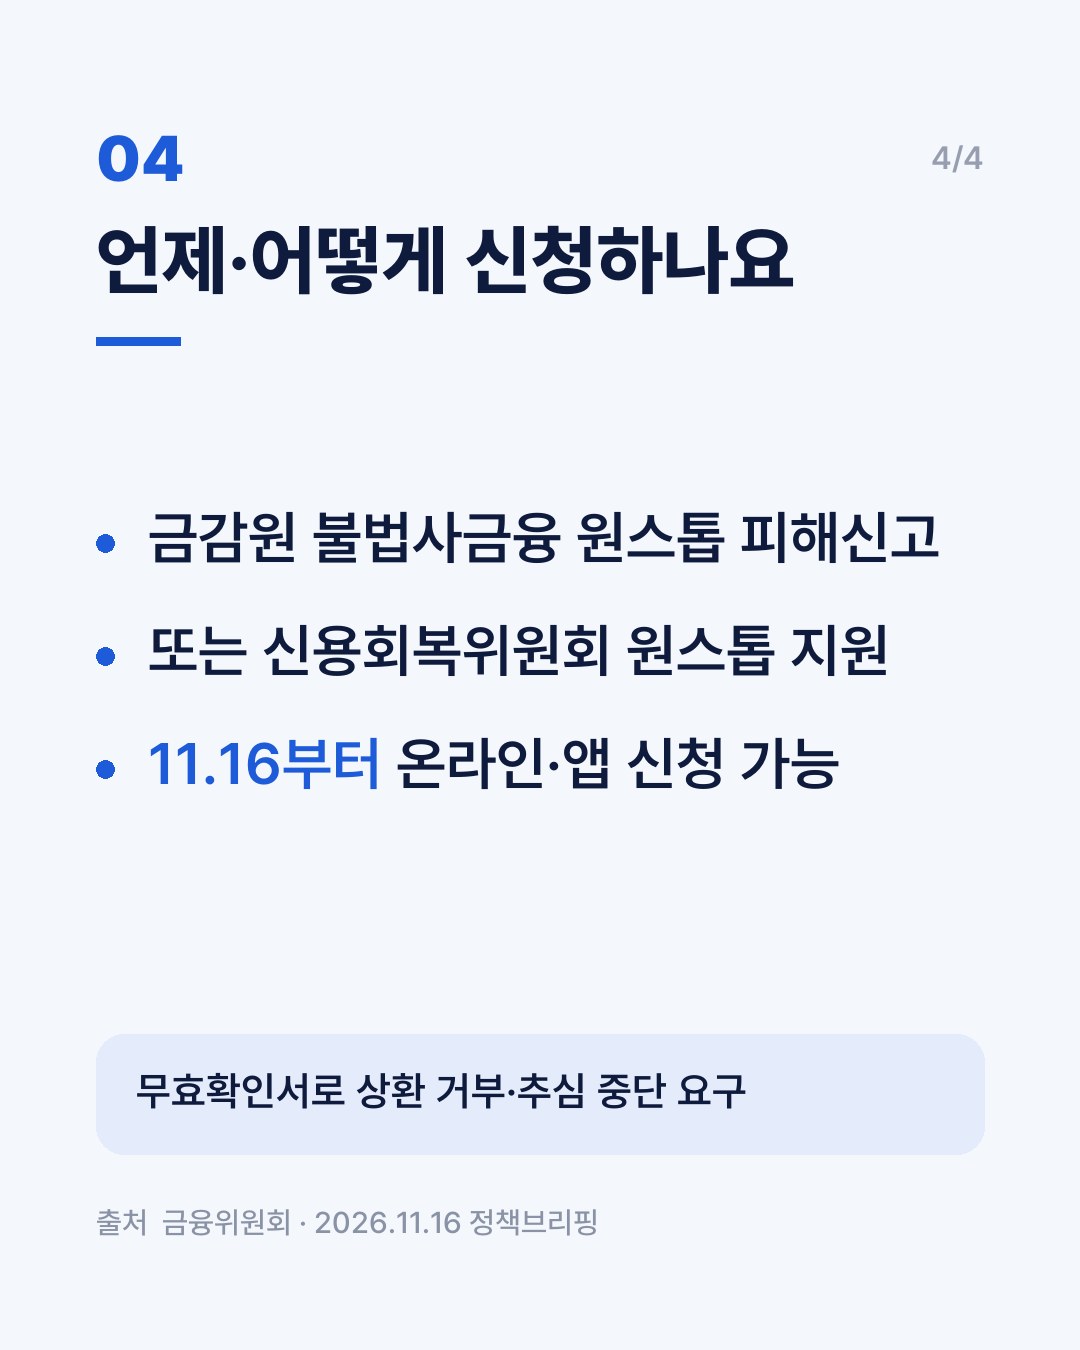 04
4/4
언제·어떻게 신청하나요
금감원 불법사금융 원스톱 피해신고
또는 신용회복위원회 원스톱 지원
11.16부터 온라인·앱 신청 가능
무효확인서로 상환 거부·추심 중단 요구
출처 금융위원회 · 2026.11.16 정책브리핑